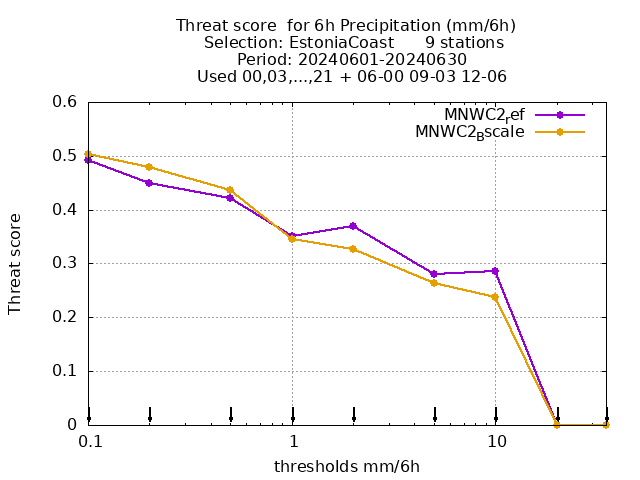 Threat score  for 6h Precipitation (mm/6h)
Selection: EstoniaCoast      9 stations
Period: 20240601-20240630
Used 00,03,...,21 + 06-00 09-03 12-06
MNWC2ref
MNWC2Bscale
0.6
0.5
0.4
0.3
0.2
0.1
0
Threat score
0.1 1 10
thresholds mm/6h